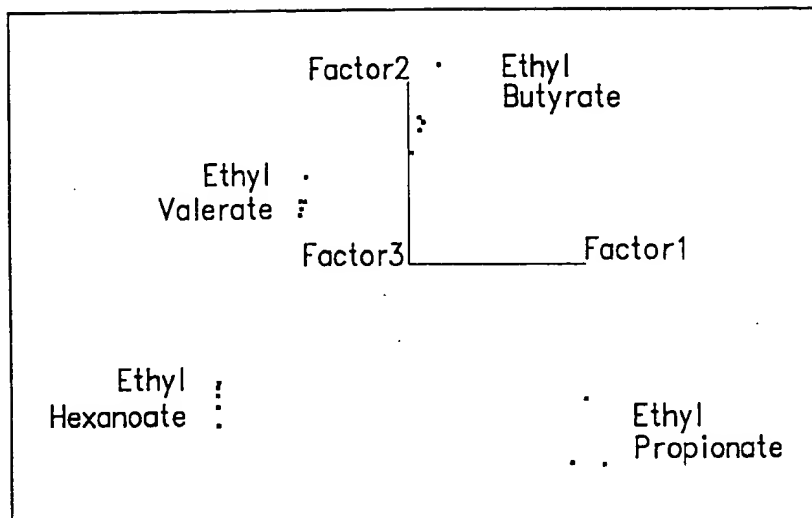 Factor2
Ethyl
Butyrate
Ethyl
Valerate
Factor3
Factor1
Ethyl
Hexanoate
Ethyl
Propionate